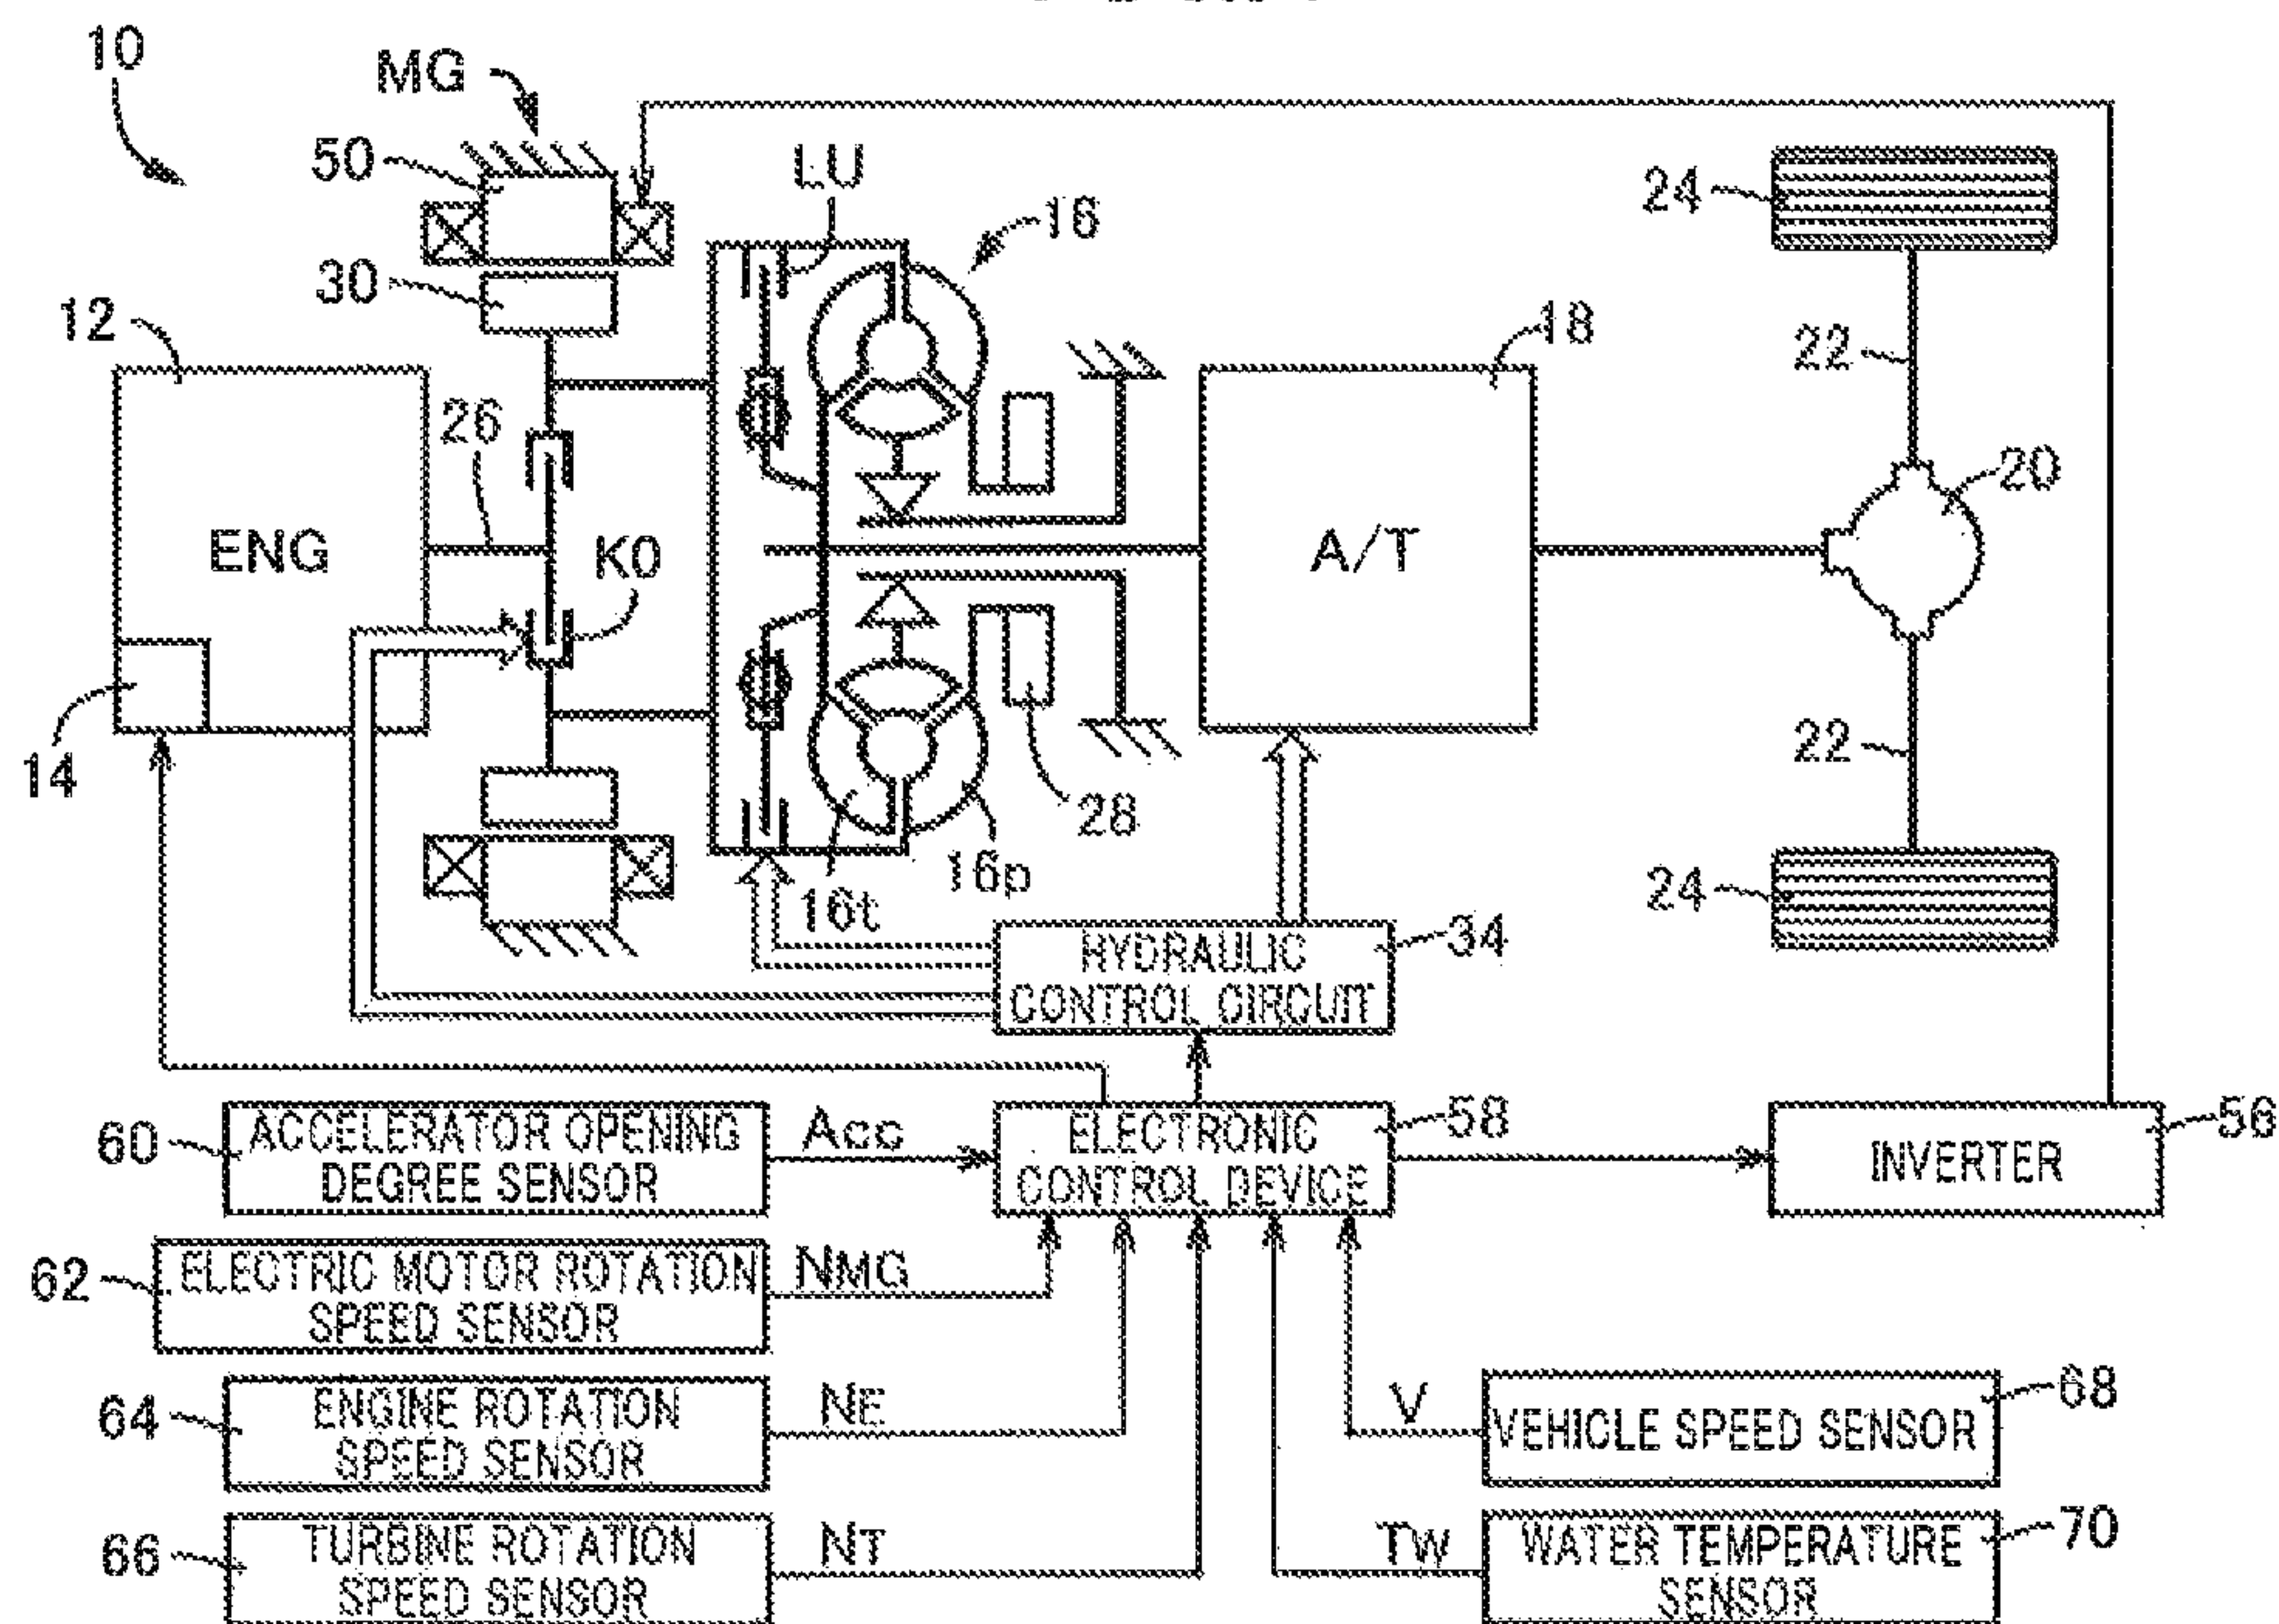 10
MG
50
LU
16
24
30
12
18
22
26
20
ENG
K0
A/T
14
22
28
16p
16t
24
HYDRAULIC
CONTROL CIRCUIT
34
60
ACCELERATOR OPENING
DEGREE SENSOR
ACC
ELECTRONIC
CONTROL DEVICE
58
INVERTER
56
62
ELECTRIC MOTOR ROTATION
SPEED SENSOR
NMG
64
ENGINE ROTATION
SPEED SENSOR
NE
V
VEHICLE SPEED SENSOR
68
66
TURBINE ROTATION
SPEED SENSOR
NT
TW
WATER TEMPERATURE
SENSOR
70